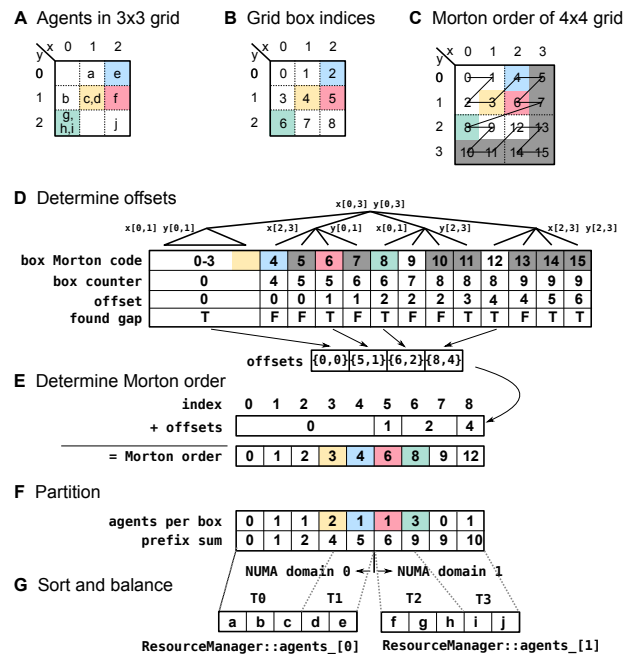 A Agents in 3x3 grid
B Grid box indices
C Morton order of 4x4 grid
x 0 1 2
y
0 a e
1 b c,d f
2 g, h,i j
x 0 1 2
y
0 0 1 2
1 3 4 5
2 6 7 8
x 0 1 2 3
y
0 0 1 4 5
1 2 3 6 7
2 8 9 12 13
3 10 11 14 15
D Determine offsets
x[0,3] y[0,3]
x[0,1] y[0,1] x[2,3] y[0,1] x[0,1] y[2,3] x[2,3] y[2,3]
box Morton code 0-3 4 5 6 7 8 9 10 11 12 13 14 15
box counter 0 4 5 5 6 6 7 8 8 8 9 9 9
offset 0 0 0 1 1 2 2 2 3 4 4 5 6
found gap T F F T F T F F F T F T T
offsets {0,0} {5,1} {6,2} {8,4}
E Determine Morton order
index 0 1 2 3 4 5 6 7 8
+ offsets 0 1 2 4
= Morton order 0 1 2 3 4 6 8 9 12
F Partition
agents per box 0 1 1 2 1 1 3 0 1
prefix sum 0 1 2 4 5 6 9 9 10
NUMA domain 0 NUMA domain 1
G Sort and balance
T0 T1 T2 T3
a b c d e f g h i j
ResourceManager::agents_[0] ResourceManager::agents_[1]